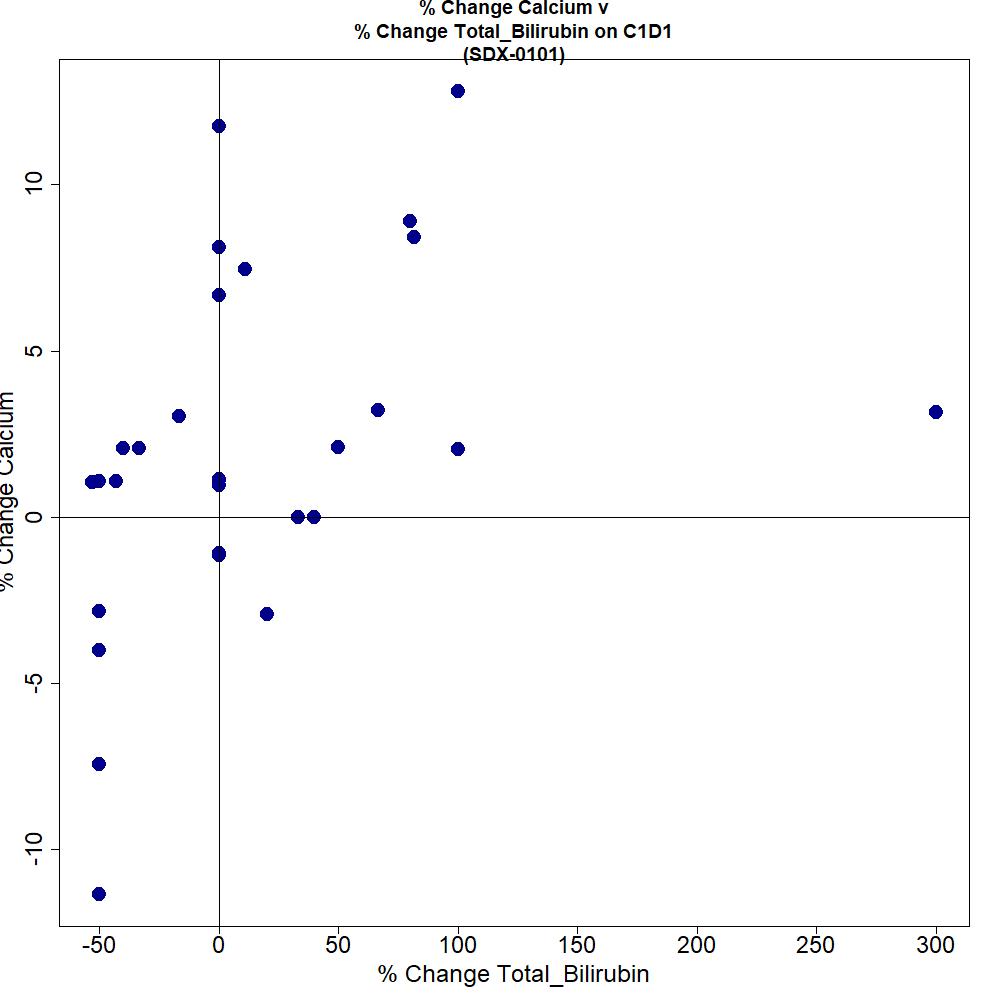 % Change Calcium v
% Change Total_Bilirubin on C1D1
(SDX-0101)
10
5
0
-5
-10
% Change Calcium
-50 0 50 100 150 200 250 300
% Change Total_Bilirubin